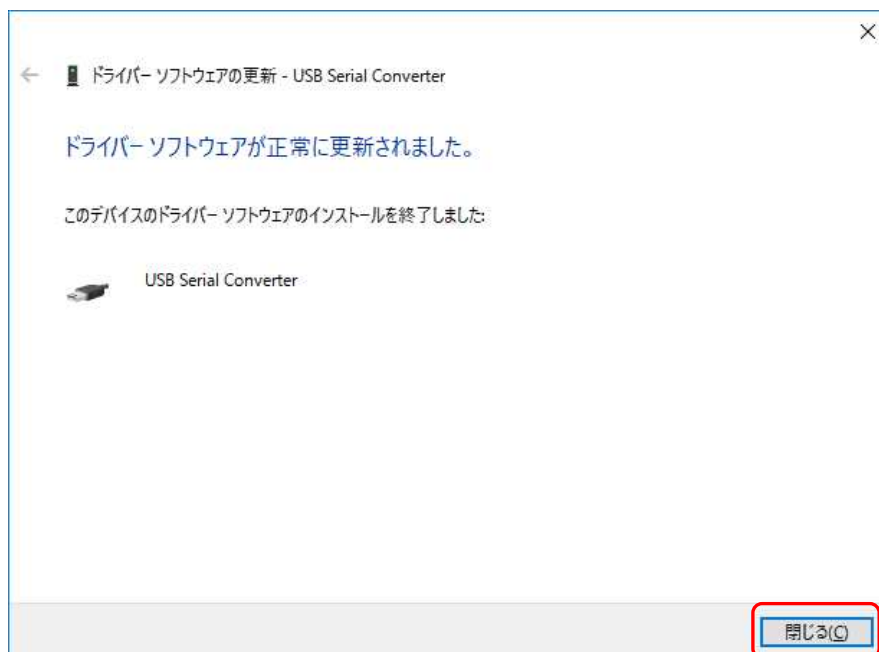 ドライバー ソフトウェアの更新 - USB Serial Converter
ドライバー ソフトウェアが正常に更新されました。
このデバイスのドライバー ソフトウェアのインストールを終了しました:
USB Serial Converter
閉じる(C)